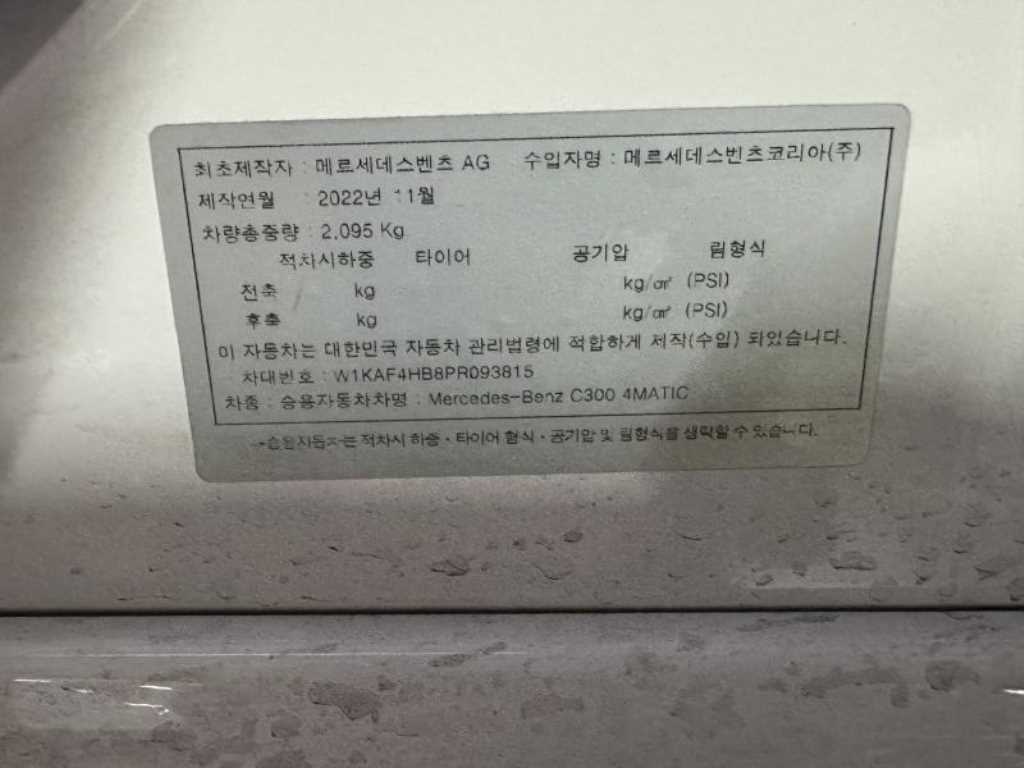 최초제작자 : 메르세데스벤츠 AG 수입자명 : 메르세데스벤츠코리아(주)
제작연월 : 2022년 11월
차량총중량 : 2,095 Kg
적차시하중 타이어 공기압 림형식
전축 kg kg/㎠ (PSI)
후축 kg kg/㎠ (PSI)
이 자동차는 대한민국 자동차 관리법령에 적합하게 제작(수입) 되었습니다.
차대번호 : W1KAF4HB8PR093815
차종 : 승용자동차차명 : Mercedes-Benz C300 4MATIC
승용자동차는 적차시 하중 · 타이어 형식 · 공기압 및 림형식을 생략할 수 있습니다.